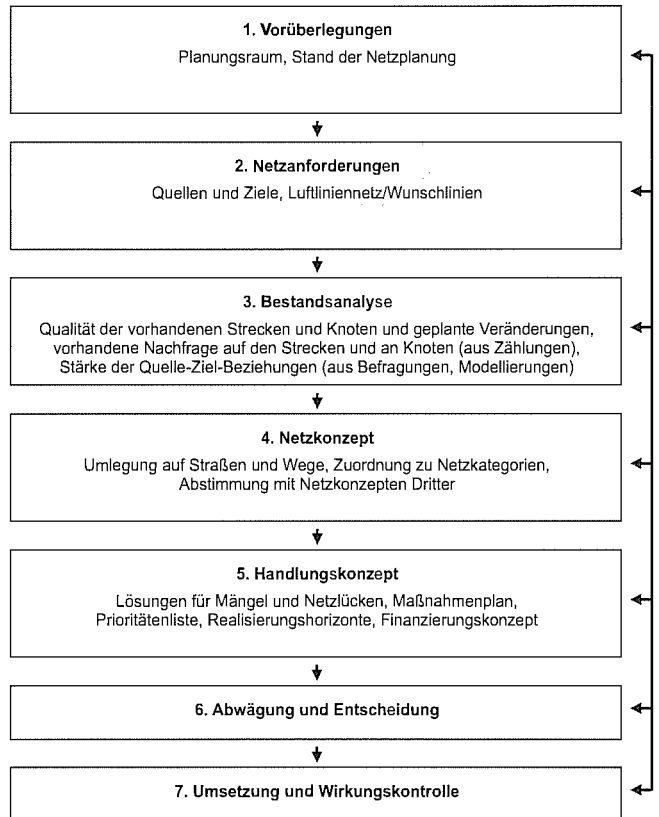 1. Vorüberlegungen
Planungsraum, Stand der Netzplanung
2. Netzanforderungen
Quellen und Ziele, Luftliniennetz/Wunschlinien
3. Bestandsanalyse
Qualität der vorhandenen Strecken und Knoten und geplante Veränderungen,
vorhandene Nachfrage auf den Strecken und an Knoten (aus Zählungen),
Stärke der Quelle-Ziel-Beziehungen (aus Befragungen, Modellierungen)
4. Netzkonzept
Umlegung auf Straßen und Wege, Zuordnung zu Netzkategorien,
Abstimmung mit Netzkonzepten Dritter
5. Handlungskonzept
Lösungen für Mängel und Netzlücken, Maßnahmenplan,
Prioritätenliste, Realisierungshorizonte, Finanzierungskonzept
6. Abwägung und Entscheidung
7. Umsetzung und Wirkungskontrolle